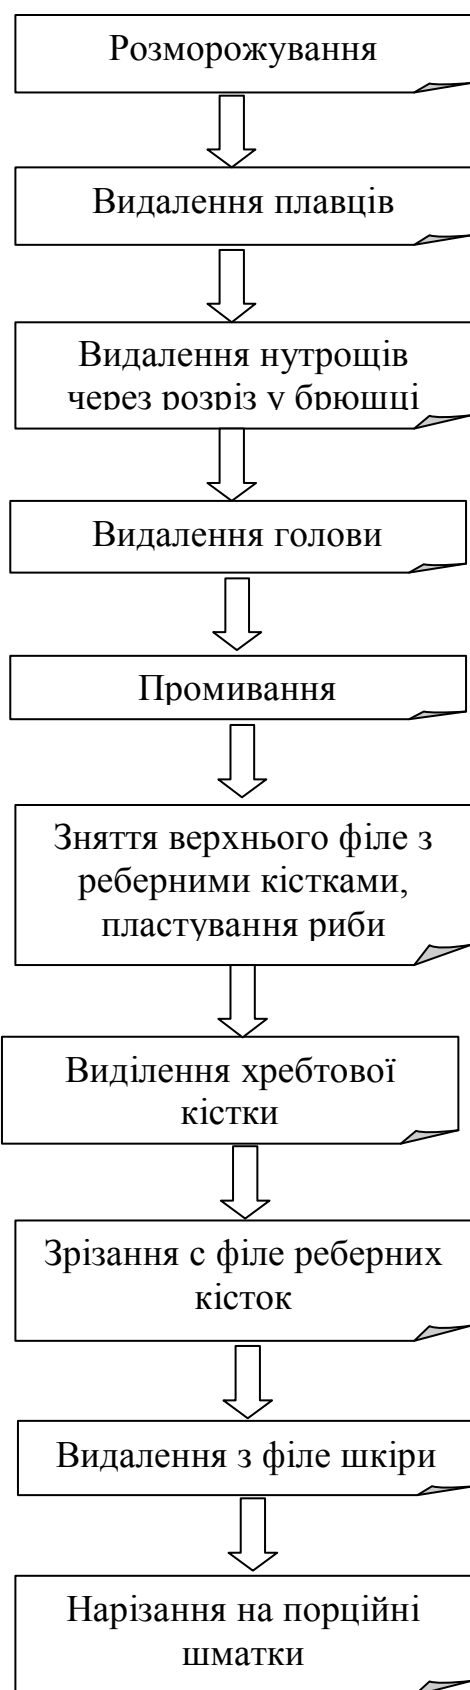 Розморожування
Видалення плавців
Видалення нутрощів
через розріз у брюшці
Видалення голови
Промивання
Зняття верхнього філе з
реберними кістками,
пластування риби
Виділення хребтової
кістки
Зрізання с філе реберних
кісток
Видалення з філе шкіри
Нарізання на порційні
шматки